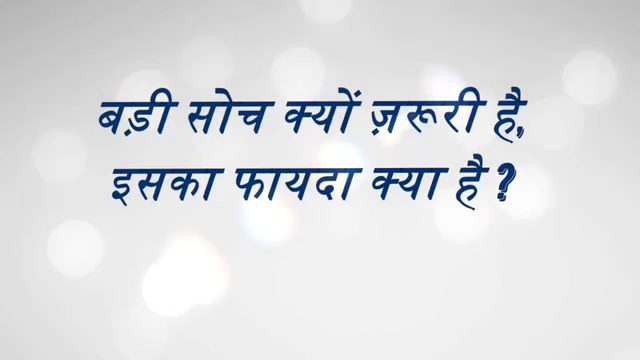 बड़ी सोच क्यों ज़रूरी है,
इसका फायदा क्या है?